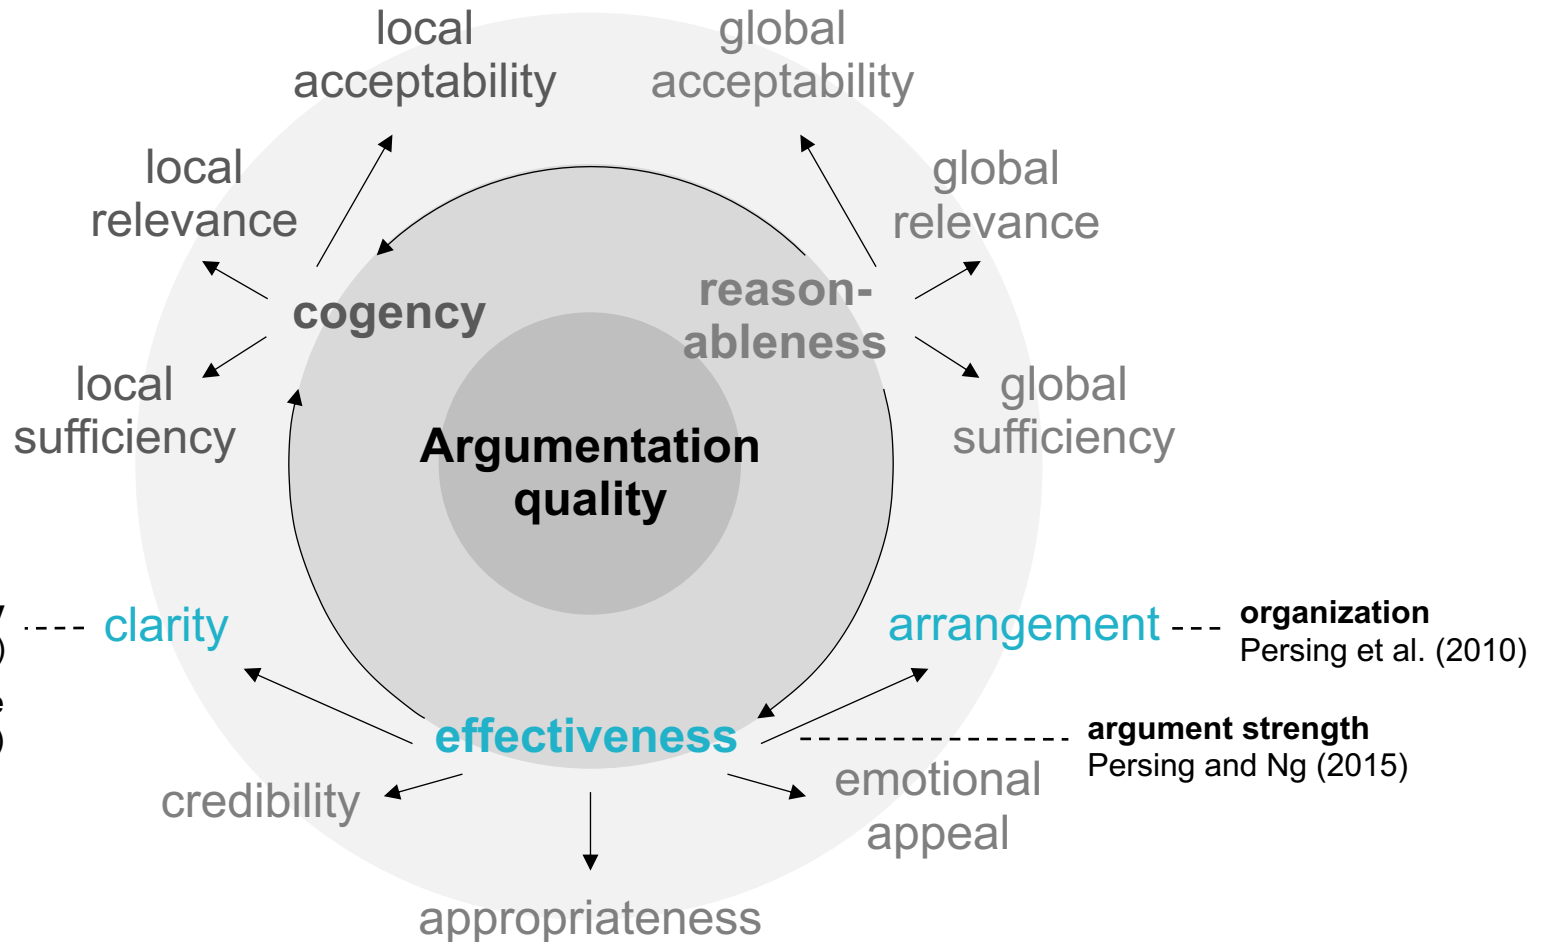 local
acceptability
global
acceptability
local
relevance
global
relevance
cogency
reason-
ableness
local
sufficiency
global
sufficiency
Argumentation
quality
clarity
arrangement
organization
Persing et al. (2010)
effectiveness
argument strength
Persing and Ng (2015)
credibility
emotional
appeal
appropriateness